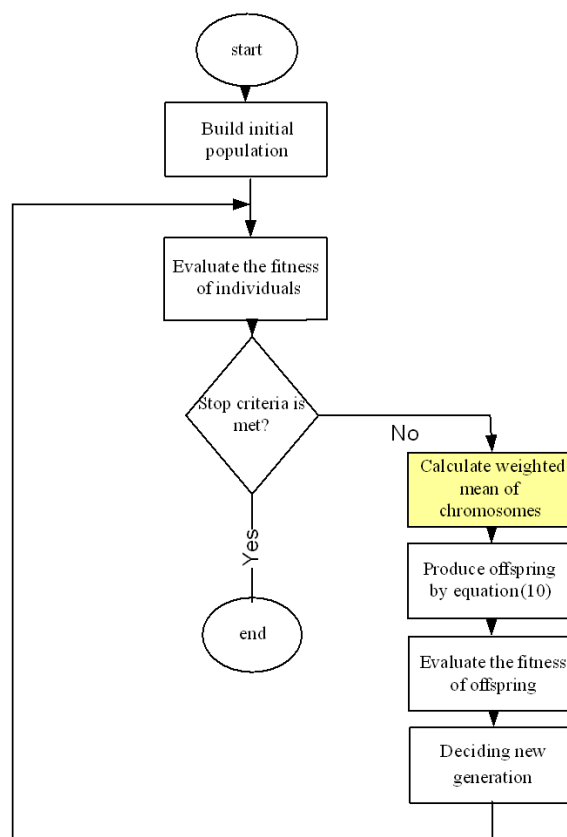 start
Build initial
population
Evaluate the fitness
of individuals
Stop criteria is
met?
No
Yes
end
Calculate weighted
mean of
chromosomes
Produce offspring
by equation(10)
Evaluate the fitness
of offspring
Deciding new
generation